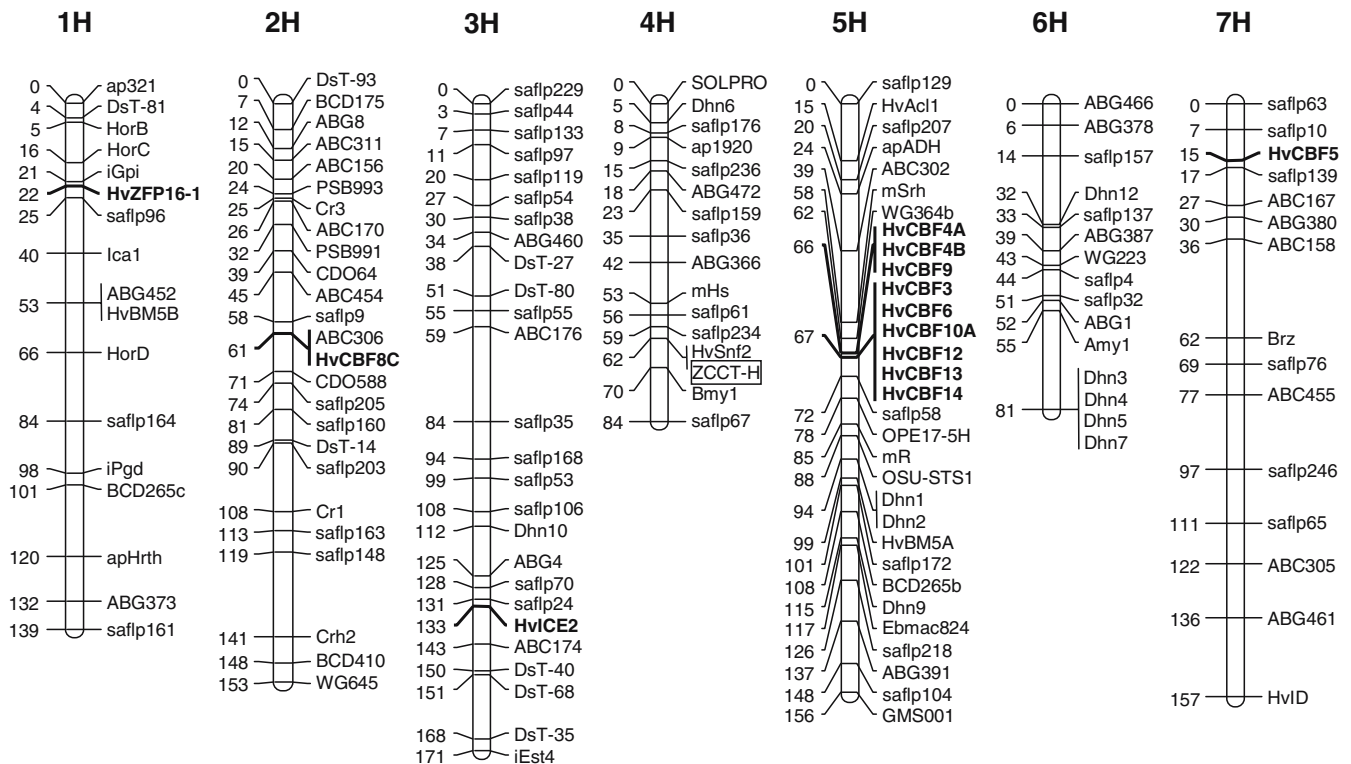 1H
0 ap321
4 DsT-81
5 HorB
16 HorC
21 iGpi
22 HvZFP16-1
25 saflp96
40 Ica1
53 ABG452
HvBM5B
66 HorD
84 saflp164
98 iPgd
101 BCD265c
120 apHrth
132 ABG373
139 saflp161
2H
0 DsT-93
7 BCD175
12 ABG8
15 ABC311
20 ABC156
24 PSB993
25 Cr3
26 ABC170
32 PSB991
39 CDO64
45 ABC454
58 saflp9
61 ABC306
HvCBF8C
71 CDO588
74 saflp205
81 saflp160
89 DsT-14
90 saflp203
108 Cr1
113 saflp163
119 saflp148
141 Crh2
148 BCD410
153 WG645
3H
0 saflp229
3 saflp44
7 saflp133
11 saflp97
20 saflp119
27 saflp54
30 saflp38
34 ABG460
38 DsT-27
51 DsT-80
55 saflp55
59 ABC176
84 saflp35
94 saflp168
99 saflp53
108 saflp106
112 Dhn10
125 ABG4
128 saflp70
131 saflp24
133 HvICE2
143 ABC174
150 DsT-40
151 DsT-68
168 DsT-35
171 iEst4
4H
0 SOLPRO
5 Dhn6
8 saflp176
9 ap1920
15 saflp236
18 ABG472
23 saflp159
35 saflp36
42 ABG366
53 mHs
56 saflp61
59 saflp234
62 HvSnf2
ZCCT-H
70 Bmy1
84 saflp67
5H
0 saflp129
15 HvAcl1
20 saflp207
24 apADH
39 ABC302
58 mSrh
62 WG364b
66 HvCBF4A
HvCBF4B
HvCBF9
67 HvCBF3
HvCBF6
HvCBF10A
HvCBF12
HvCBF13
HvCBF14
72 saflp58
78 OPE17-5H
85 mR
88 OSU-STS1
94 Dhn1
Dhn2
99 HvBM5A
101 saflp172
108 BCD265b
115 Dhn9
117 Ebmac824
126 saflp218
137 ABG391
148 saflp104
156 GMS001
6H
0 ABG466
6 ABG378
14 saflp157
32 Dhn12
33 saflp137
39 ABG387
43 WG223
44 saflp4
51 saflp32
52 ABG1
55 Amy1
81 Dhn3
Dhn4
Dhn5
Dhn7
7H
0 saflp63
7 saflp10
15 HvCBF5
17 saflp139
27 ABC167
30 ABG380
36 ABC158
62 Brz
69 saflp76
77 ABC455
97 saflp246
111 saflp65
122 ABC305
136 ABG461
157 HvID